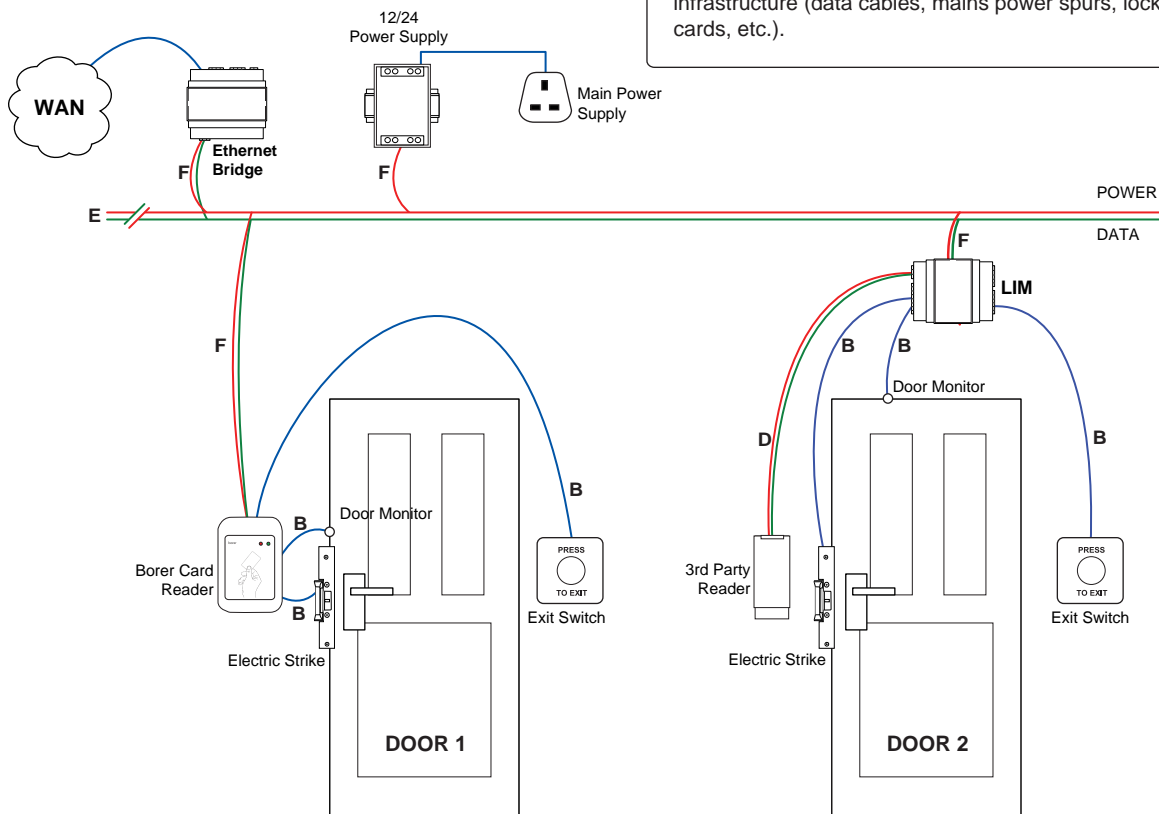 infrastructure (data cables, mains power spurs, lock
cards, etc.).
12/24
Power Supply
WAN
Main Power
Supply
Ethernet
Bridge
F
F
E
POWER
DATA
F
LIM
F
B
B
Door Monitor
D
B
B
Door Monitor
B
Borer Card
Reader
B
PRESS
TO EXIT
Exit Switch
Electric Strike
3rd Party
Reader
PRESS
TO EXIT
Exit Switch
Electric Strike
DOOR 1
DOOR 2